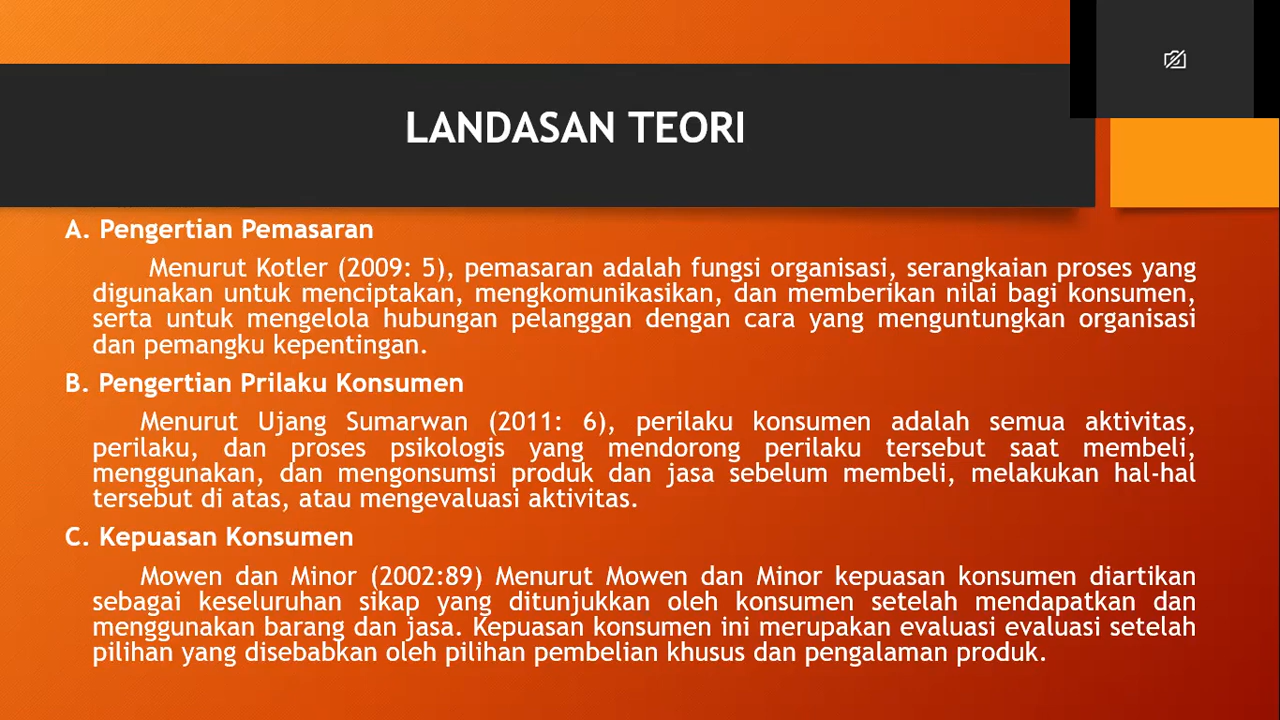 LANDASAN TEORI
A. Pengertian Pemasaran
Menurut Kotler (2009: 5), pemasaran adalah fungsi organisasi, serangkaian proses yang
digunakan untuk menciptakan, mengkomunikasikan, dan memberikan nilai bagi konsumen,
serta untuk mengelola hubungan pelanggan dengan cara yang menguntungkan organisasi
dan pemangku kepentingan.
B. Pengertian Prilaku Konsumen
Menurut Ujang Sumarwan (2011: 6), perilaku konsumen adalah semua aktivitas,
perilaku, dan proses psikologis yang mendorong perilaku tersebut saat membeli,
menggunakan, dan mengonsumsi produk dan jasa sebelum membeli, melakukan hal-hal
tersebut di atas, atau mengevaluasi aktivitas.
C. Kepuasan Konsumen
Mowen dan Minor (2002:89) Menurut Mowen dan Minor kepuasan konsumen diartikan
sebagai keseluruhan sikap yang ditunjukkan oleh konsumen setelah mendapatkan dan
menggunakan barang dan jasa. Kepuasan konsumen ini merupakan evaluasi evaluasi setelah
pilihan yang disebabkan oleh pilihan pembelian khusus dan pengalaman produk.